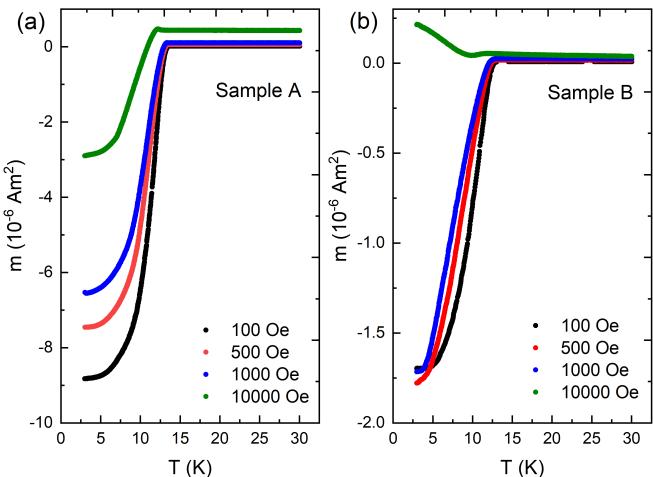 (a)
0
-2
-4
-6
-8
-10
m (10⁻⁶ Am²)
Sample A
100 Oe
500 Oe
1000 Oe
10000 Oe
0 5 10 15 20 25 30
T (K)
(b)
0.0
-0.5
-1.0
-1.5
-2.0
m (10⁻⁶ Am²)
Sample B
100 Oe
500 Oe
1000 Oe
10000 Oe
0 5 10 15 20 25 30
T (K)